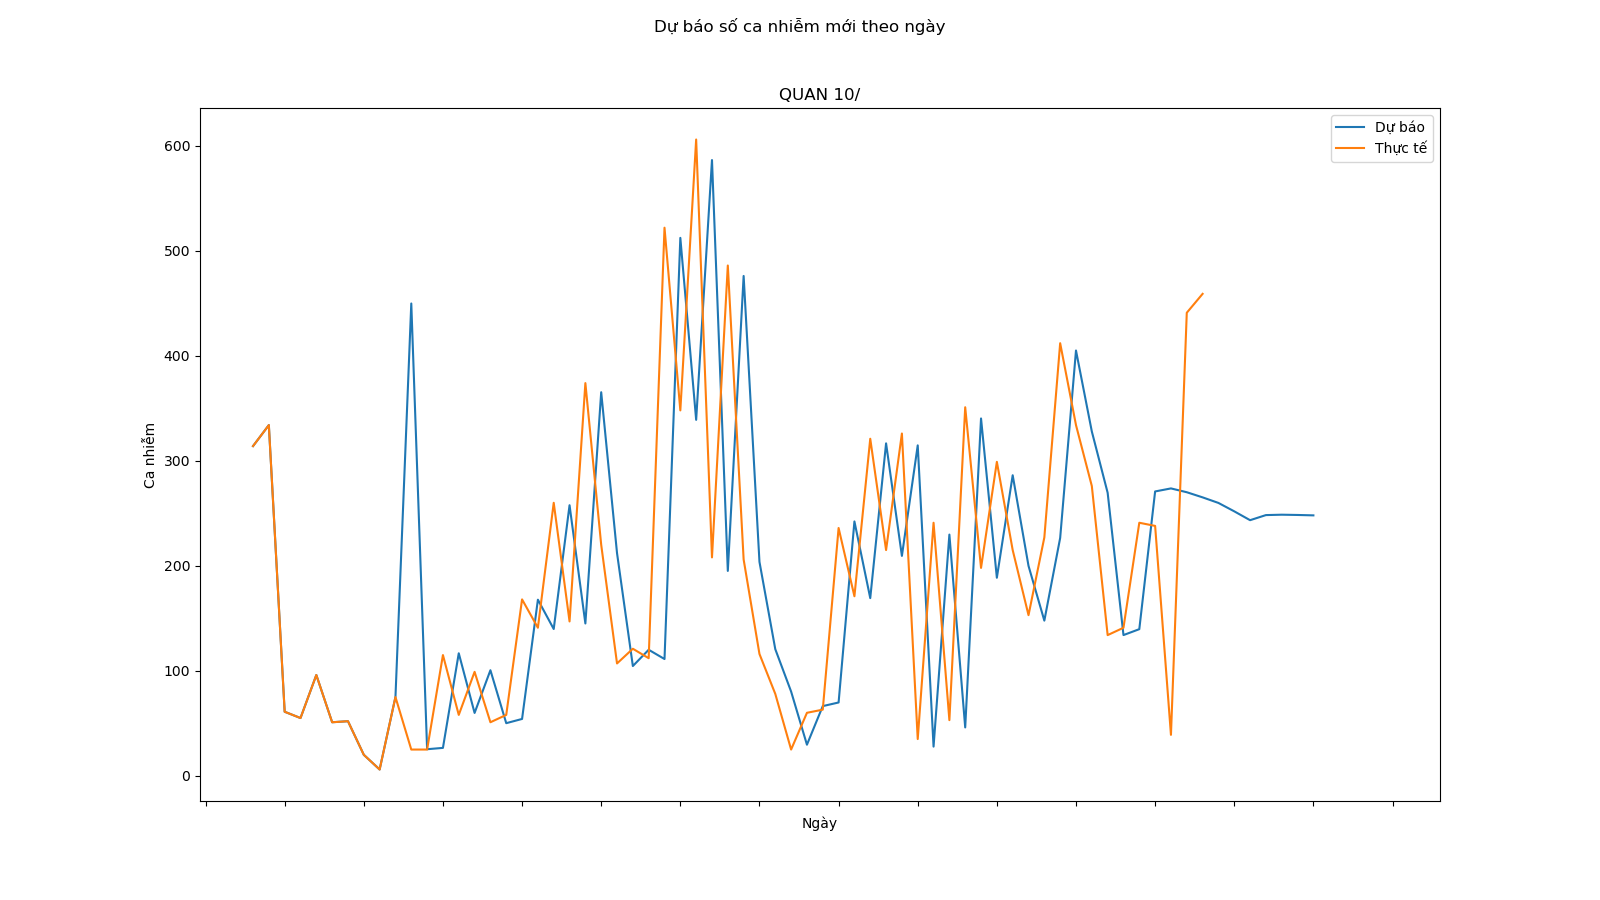 Dự báo số ca nhiễm mới theo ngày
QUAN 10/
Dự báo
Thực tế
600
500
400
300
200
100
0
Ca nhiễm
Ngày